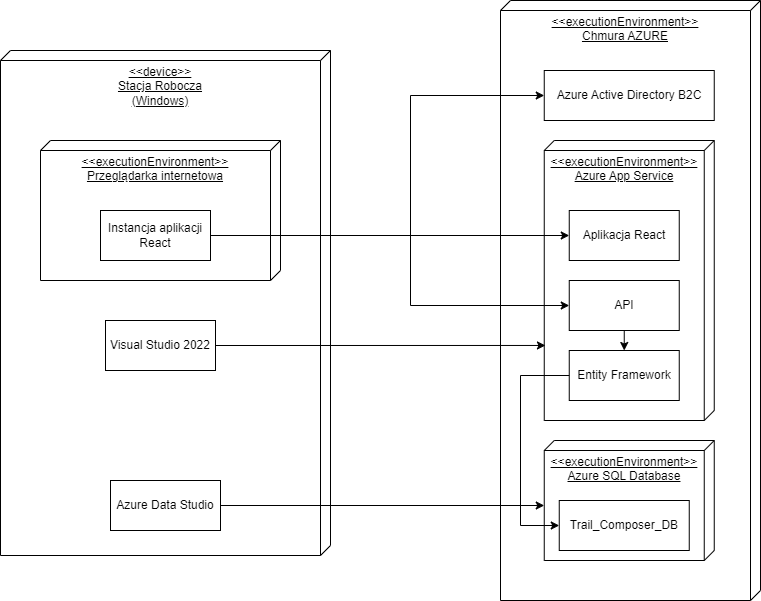 <<device>>
Stacja Robocza
(Windows)
<<executionEnvironment>>
Przeglądarka internetowa
Instancja aplikacji
React
Visual Studio 2022
Azure Data Studio
<<executionEnvironment>>
Chmura AZURE
Azure Active Directory B2C
<<executionEnvironment>>
Azure App Service
Aplikacja React
API
Entity Framework
<<executionEnvironment>>
Azure SQL Database
Trail_Composer_DB